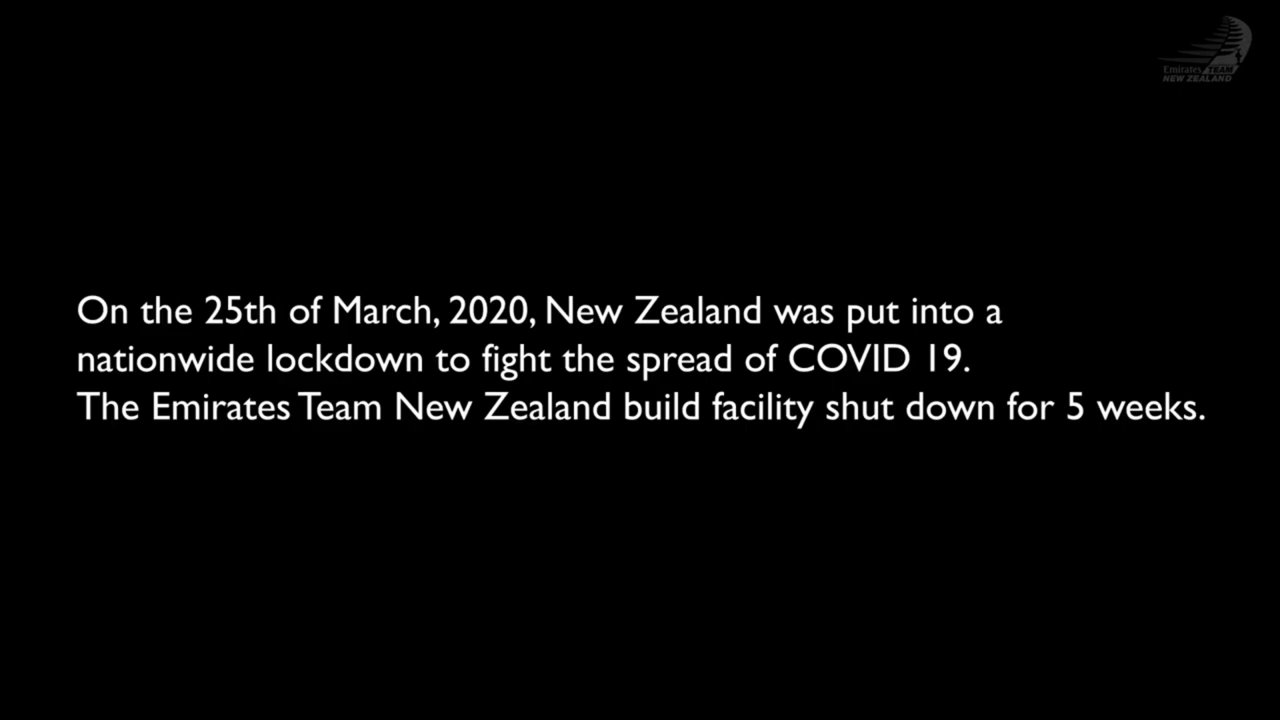 Emirates TEAM
NEW ZEALAND
On the 25th of March, 2020, New Zealand was put into a
nationwide lockdown to fight the spread of COVID 19.
The Emirates Team New Zealand build facility shut down for 5 weeks.